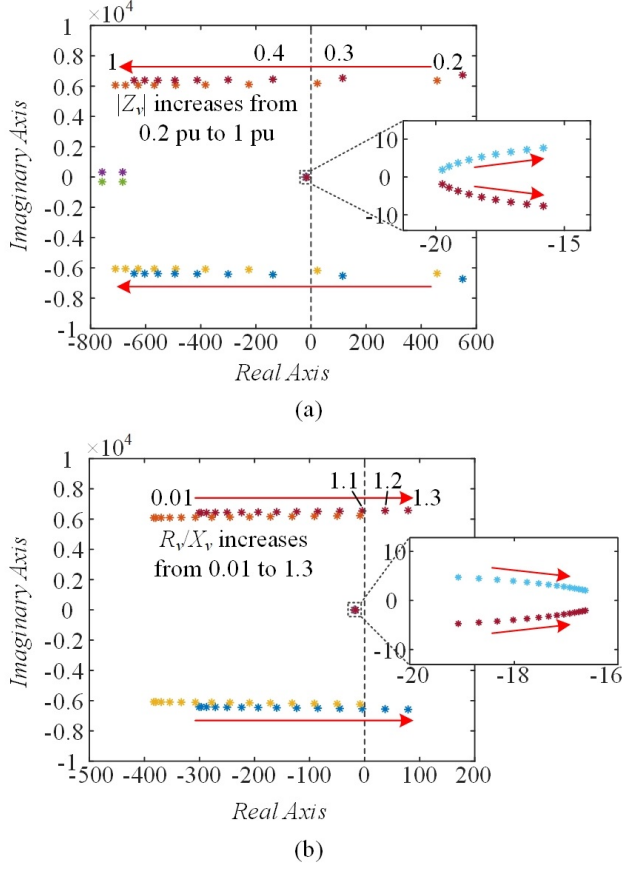 ×10⁴
1
0.8
0.6
0.4
0.2
0
-0.2
-0.4
-0.6
-0.8
-1
-800 -600 -400 -200 0 200 400 600
Imaginary Axis
Real Axis
1 0.4 0.3 0.2
|Zᵥ| increases from
0.2 pu to 1 pu
10
0
-10
-20 -15
(a)
×10⁴
1
0.8
0.6
0.4
0.2
0
-0.2
-0.4
-0.6
-0.8
-1
-500 -400 -300 -200 -100 0 100 200
Imaginary Axis
Real Axis
0.01 1.1 1.2 1.3
Rᵥ/Xᵥ increases
from 0.01 to 1.3
10
0
-10
-20 -18 -16
(b)